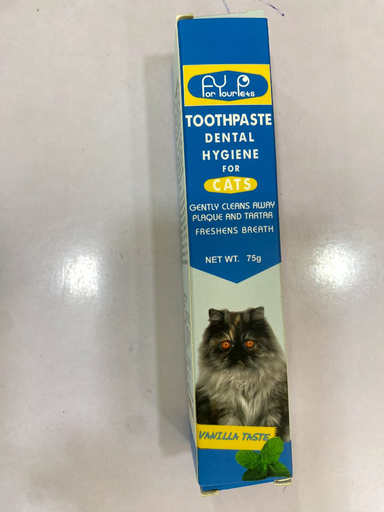 FYP
For Your Pets
TOOTHPASTE
DENTAL
HYGIENE
FOR
CATS
GENTLY CLEANS AWAY
PLAQUE AND TARTAR
FRESHENS BREATH
NET WT. 75g
VANILLA TASTE